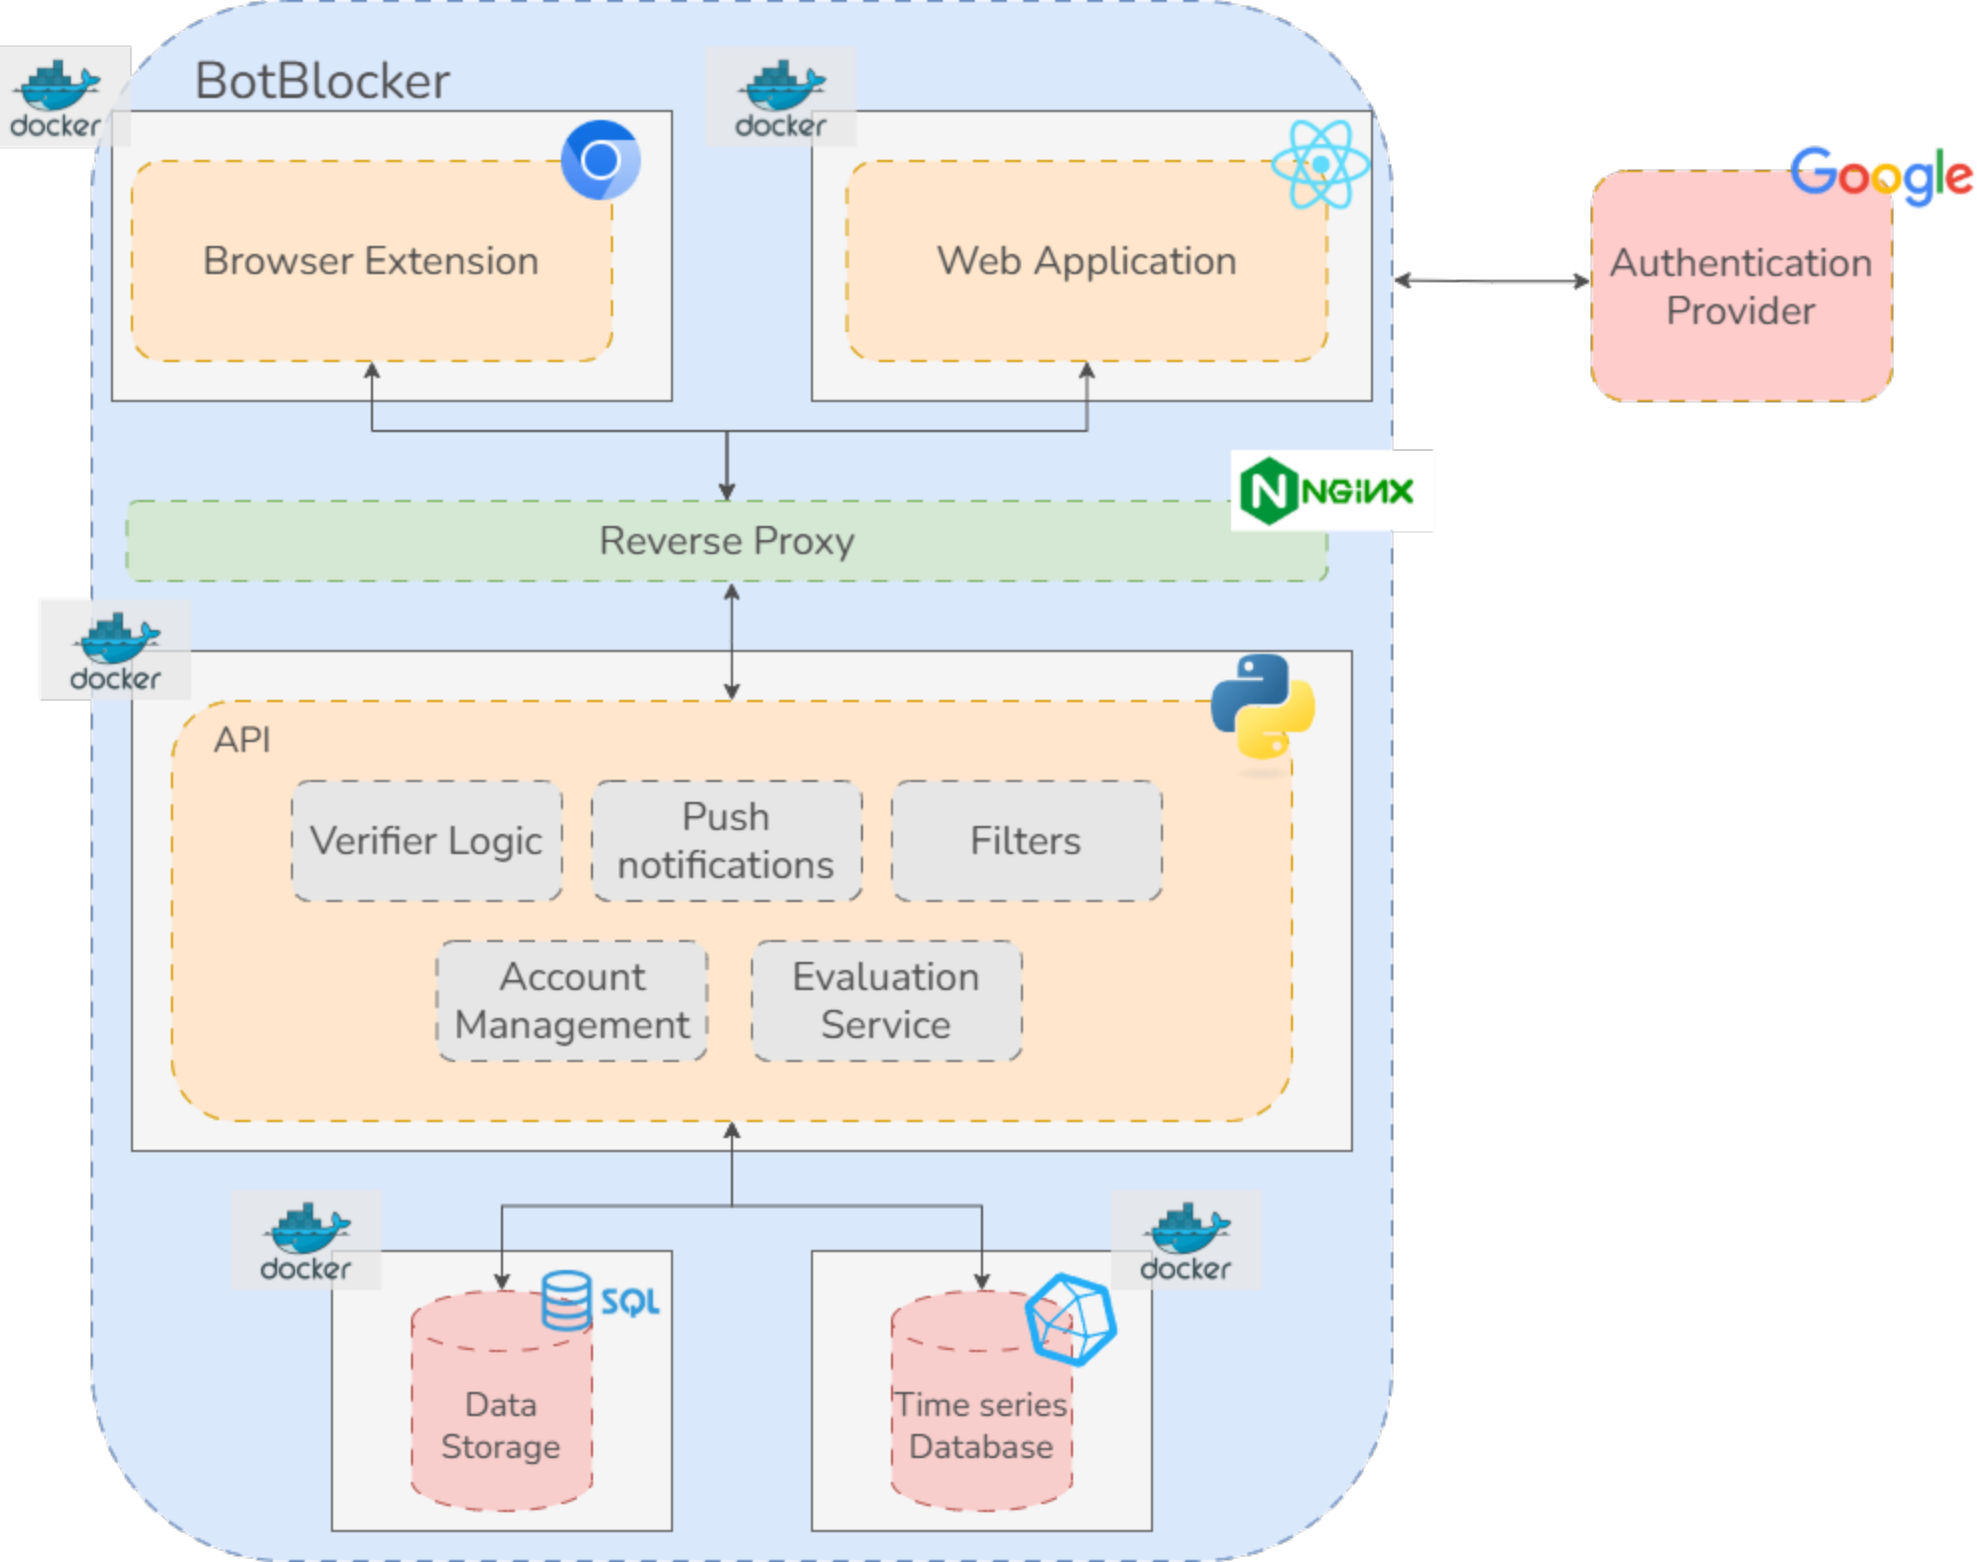 BotBlocker
docker
docker
Browser Extension
Web Application
Google
Authentication
Provider
NGiNX
Reverse Proxy
docker
API
Verifier Logic
Push
notifications
Filters
Account
Management
Evaluation
Service
docker
docker
SQL
Data
Storage
Time series
Database